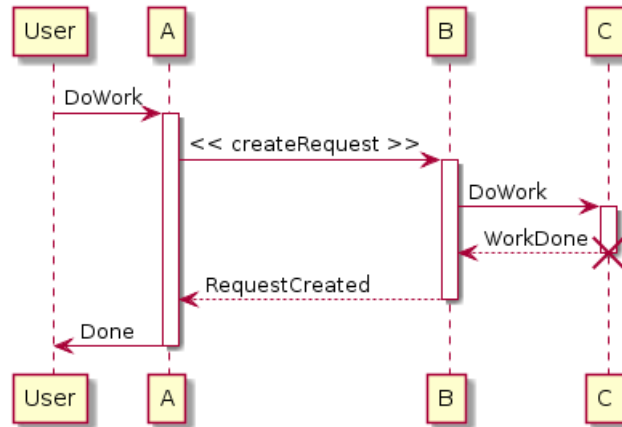 User A B C
DoWork
<< createRequest >>
DoWork
WorkDone
RequestCreated
Done
User A B C